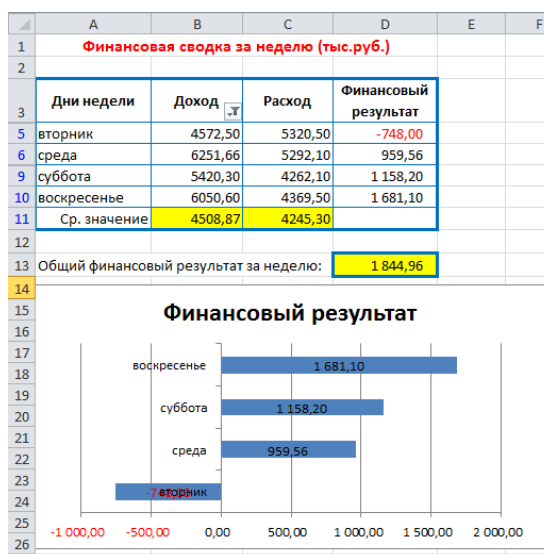 A B C D E F
1 Финансовая сводка за неделю (тыс.руб.)
2
3 Дни недели Доход Расход Финансовый результат
5 вторник 4572,50 5320,50 -748,00
6 среда 6251,66 5292,10 959,56
9 суббота 5420,30 4262,10 1 158,20
10 воскресенье 6050,60 4369,50 1 681,10
11 Ср. значение 4508,87 4245,30
12
13 Общий финансовый результат за неделю: 1 844,96
14
15 Финансовый результат
16
17
18 воскресенье 1 681,10
19
20 суббота 1 158,20
21
22 среда 959,56
23
24 -748,00 вторник
25 -1 000,00 -500,00 0,00 500,00 1 000,00 1 500,00 2 000,00
26